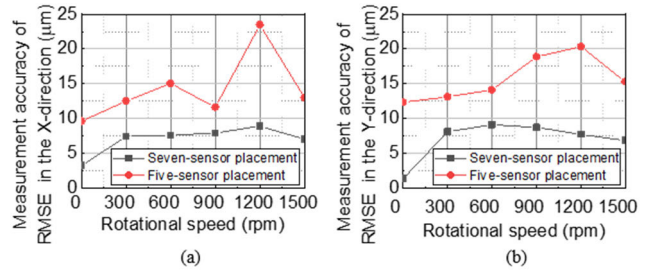 Measurement accuracy of
RMSE in the X-direction (μm)
25
20
15
10
5
0
Seven-sensor placement
Five-sensor placement
0 300 600 900 1200 1500
Rotational speed (rpm)
(a)
Measurement accuracy of
RMSE in the Y-direction (μm)
25
20
15
10
5
0
Seven-sensor placement
Five-sensor placement
0 300 600 900 1200 1500
Rotational speed (rpm)
(b)